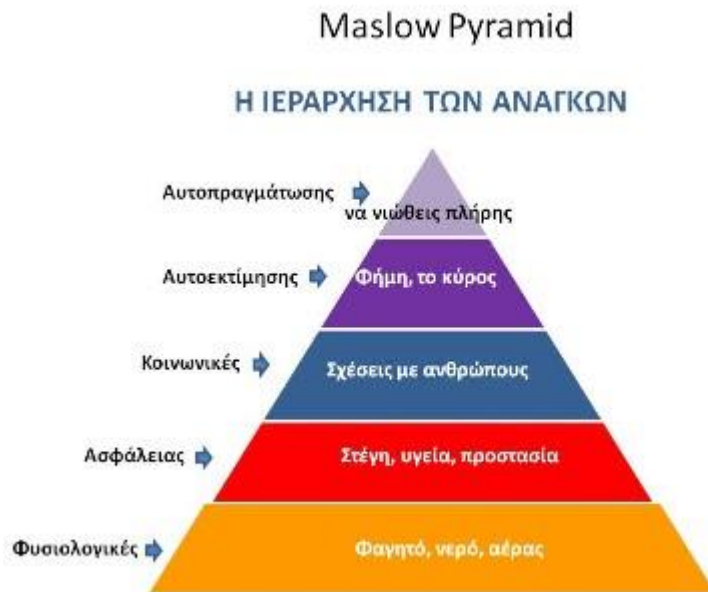 Maslow Pyramid
Η ΙΕΡΑΡΧΗΣΗ ΤΩΝ ΑΝΑΓΚΩΝ
Αυτοπραγμάτωσης
να νιώθεις πλήρης
Αυτοεκτίμησης
Φήμη, το κύρος
Κοινωνικές
Σχέσεις με ανθρώπους
Ασφάλειας
Στέγη, υγεία, προστασία
Φυσιολογικές
Φαγητό, νερό, αέρας